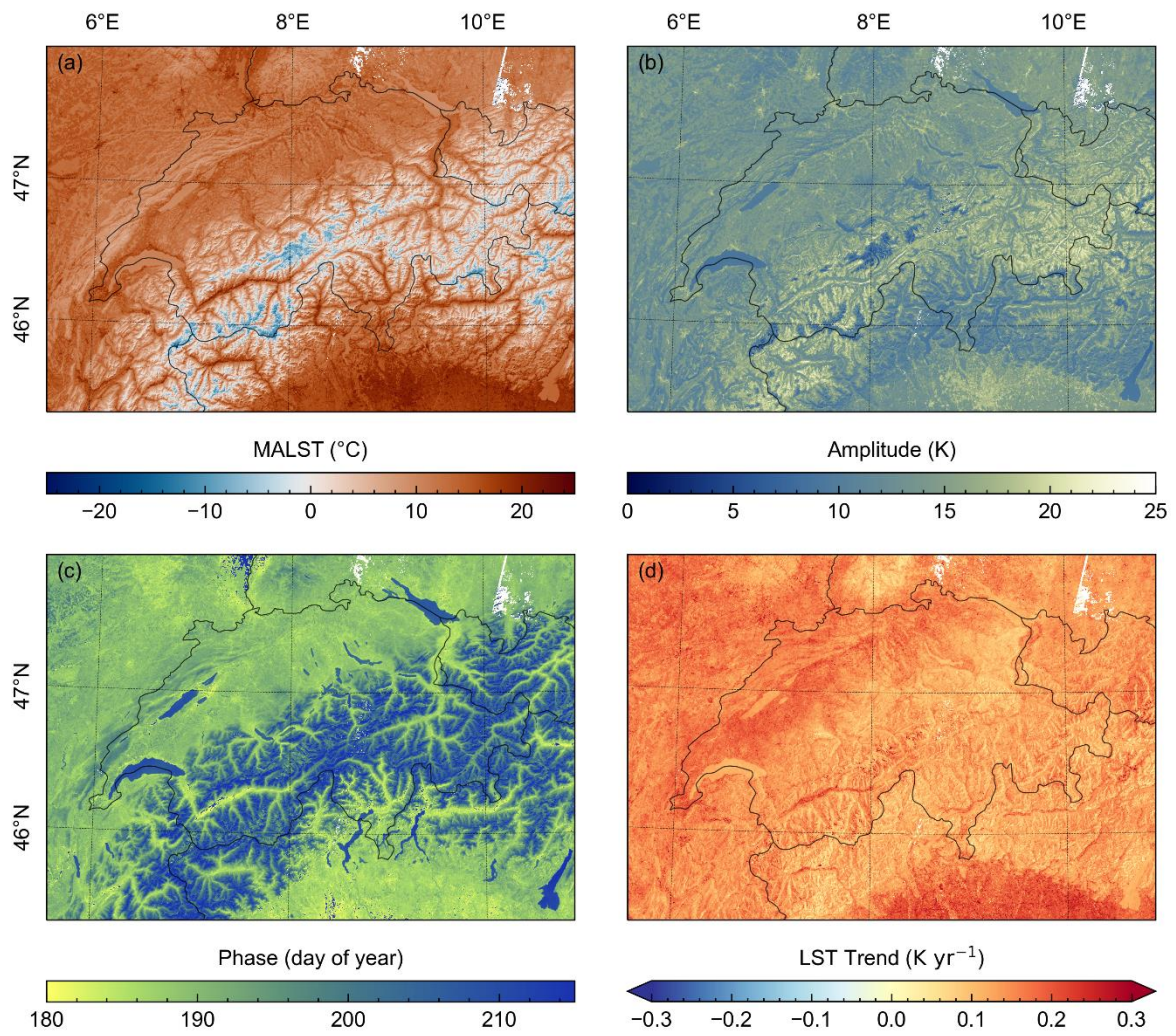 6°E 8°E 10°E 6°E 8°E 10°E
(a) (b)
47°N
46°N
MALST (°C) Amplitude (K)
−20 −10 0 10 20 0 5 10 15 20 25
(c) (d)
47°N
46°N
Phase (day of year) LST Trend (K yr⁻¹)
180 190 200 210 −0.3 −0.2 −0.1 0.0 0.1 0.2 0.3